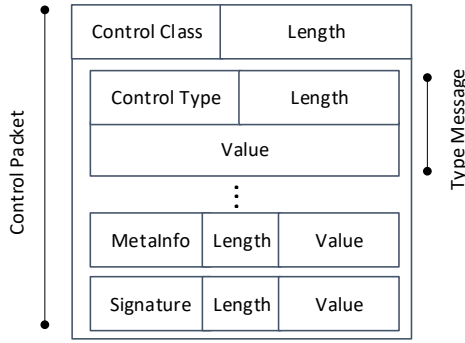 Control Class Length
Control Type Length
Value
⋮
MetaInfo Length Value
Signature Length Value
Control Packet
Type Message